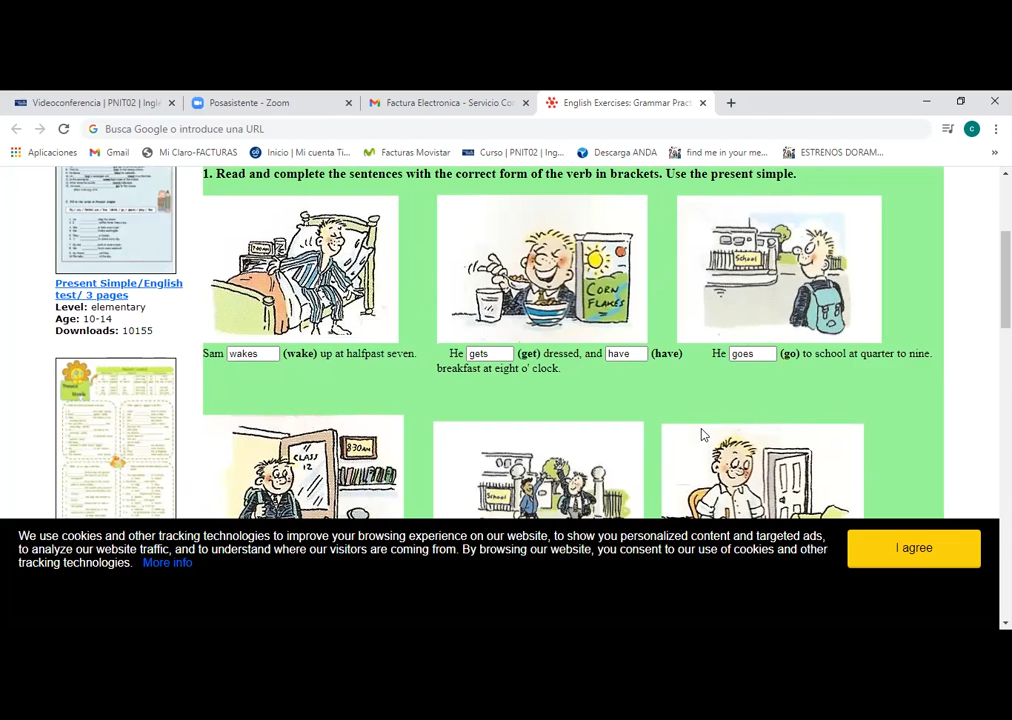 Videoconferencia | PNIT02 | Ingl
Posasistente - Zoom
Factura Electronica - Servicio Co
English Exercises: Grammar Pract
Busca Google o introduce una URL
c
Aplicaciones
Gmail
Mi Claro-FACTURAS
Inicio | Mi cuenta Ti...
Facturas Movistar
Curso | PNIT02 | Ing...
Descarga ANDA
find me in your me...
ESTRENOS DORAM...
»
1. Read and complete the sentences with the correct form of the verb in brackets. Use the present simple.
7:00AM
CORN
FLAKES
School
Present Simple/English
test/ 3 pages
Level: elementary
Age: 10-14
Downloads: 10155
Sam wakes (wake) up at halfpast seven.
He gets (get) dressed, and have (have)
breakfast at eight o' clock.
He goes (go) to school at quarter to nine.
CLASS
12
8:30AM
School
We use cookies and other tracking technologies to improve your browsing experience on our website, to show you personalized content and targeted ads,
to analyze our website traffic, and to understand where our visitors are coming from. By browsing our website, you consent to our use of cookies and other
tracking technologies. More info
I agree